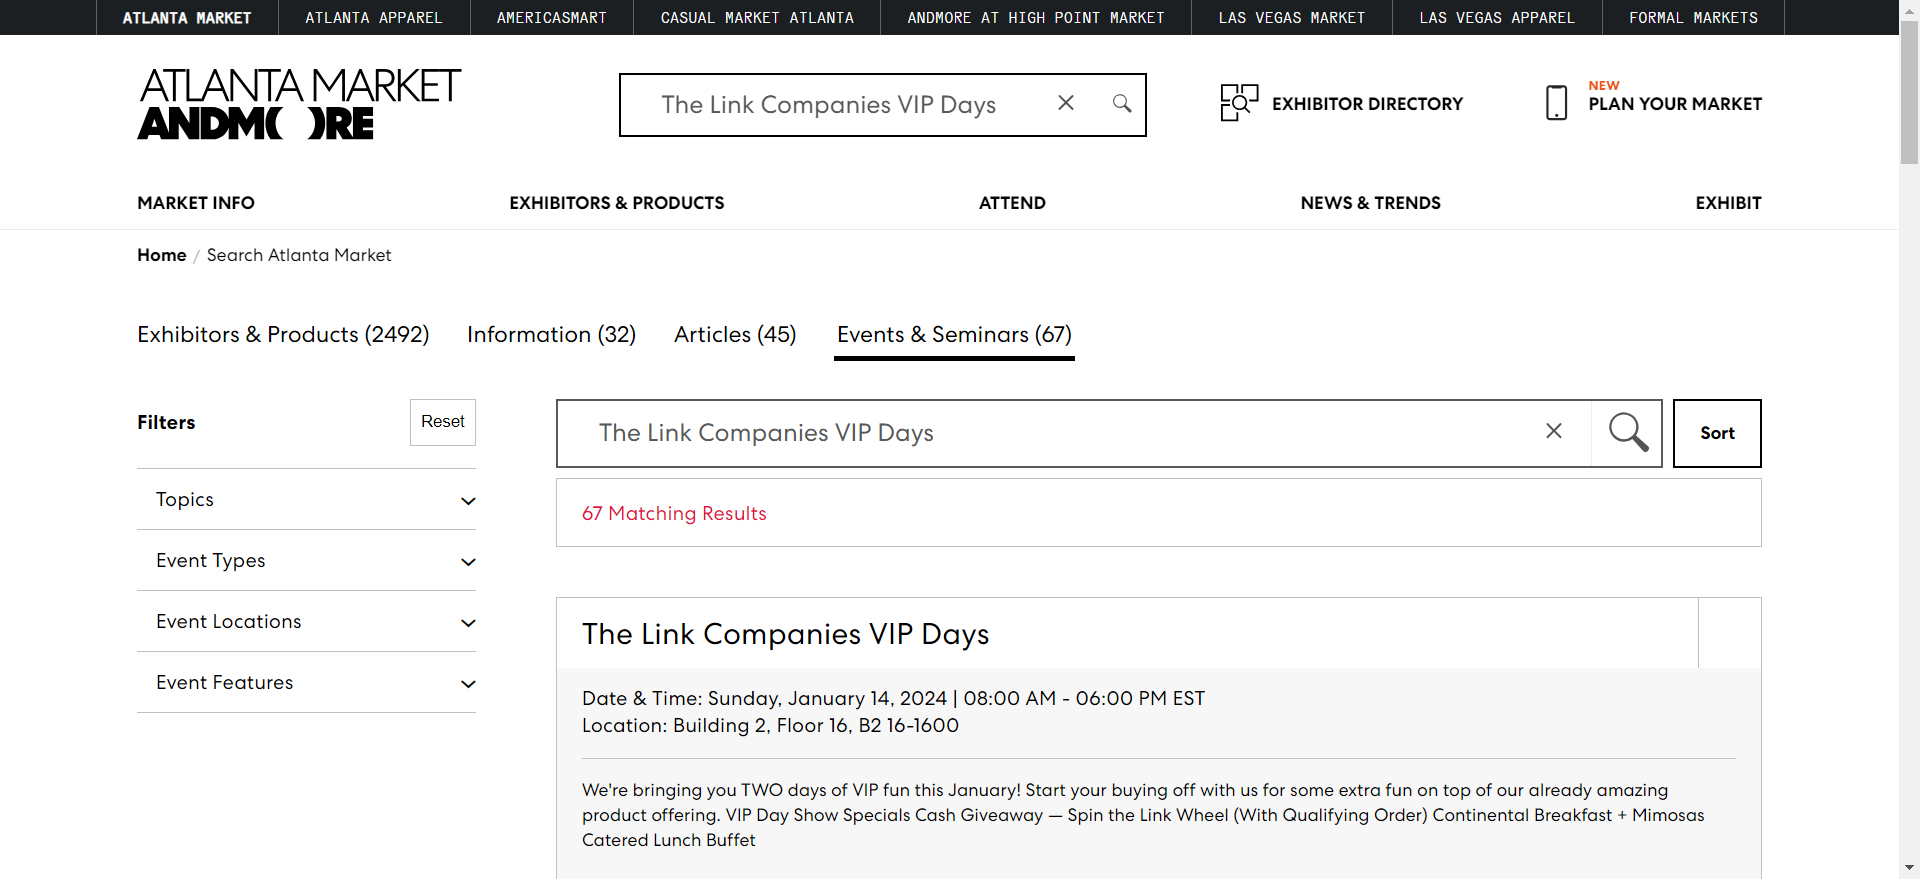 ATLANTA MARKET
ATLANTA APPAREL
AMERICASMART
CASUAL MARKET ATLANTA
ANDMORE AT HIGH POINT MARKET
LAS VEGAS MARKET
LAS VEGAS APPAREL
FORMAL MARKETS
ATLANTA MARKET
ANDMORE
The Link Companies VIP Days
EXHIBITOR DIRECTORY
NEW
PLAN YOUR MARKET
MARKET INFO
EXHIBITORS & PRODUCTS
ATTEND
NEWS & TRENDS
EXHIBIT
Home / Search Atlanta Market
Exhibitors & Products (2492)
Information (32)
Articles (45)
Events & Seminars (67)
Filters
Reset
Topics
Event Types
Event Locations
Event Features
The Link Companies VIP Days
Sort
67 Matching Results
The Link Companies VIP Days
Date & Time: Sunday, January 14, 2024 | 08:00 AM - 06:00 PM EST
Location: Building 2, Floor 16, B2 16-1600
We're bringing you TWO days of VIP fun this January! Start your buying off with us for some extra fun on top of our already amazing
product offering. VIP Day Show Specials Cash Giveaway — Spin the Link Wheel (With Qualifying Order) Continental Breakfast + Mimosas
Catered Lunch Buffet